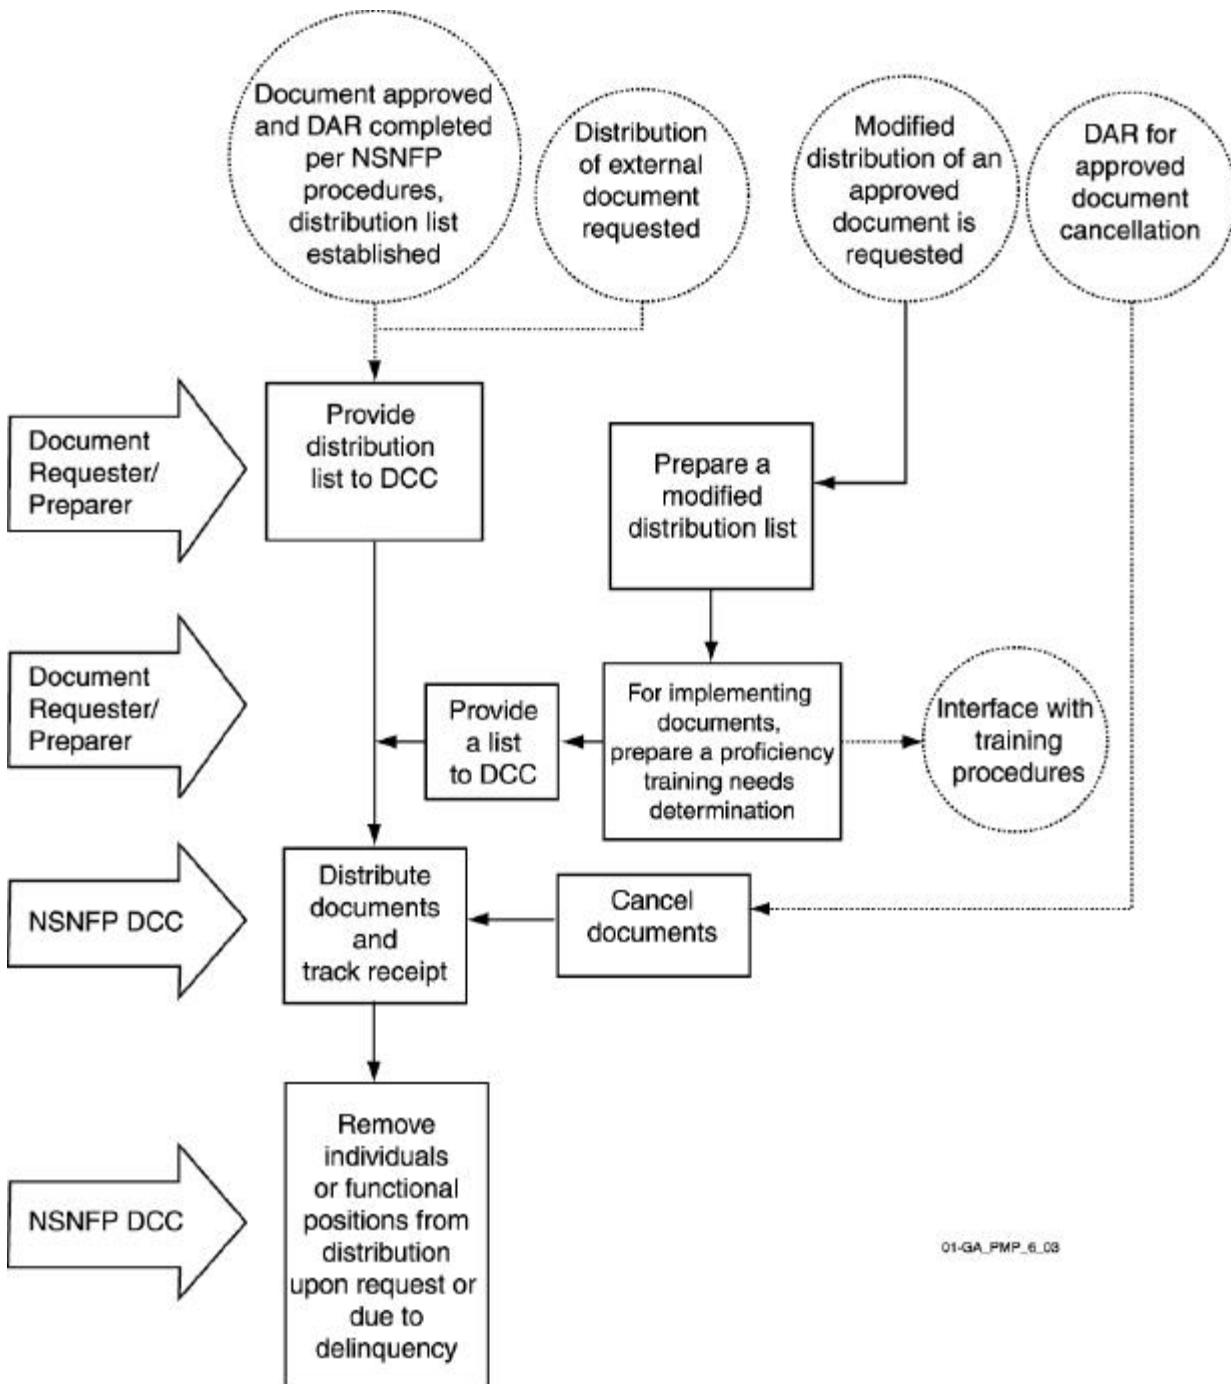 Document approved
and DAR completed
per NSNFP
procedures,
distribution list
established
Distribution
of external
document
requested
Modified
distribution of an
approved
document is
requested
DAR for
approved
document
cancellation
Document
Requester/
Preparer
Provide
distribution
list to DCC
Prepare a
modified
distribution list
Document
Requester/
Preparer
Provide
a list
to DCC
For implementing
documents,
prepare a proficiency
training needs
determination
Interface with
training
procedures
NSNFP DCC
Distribute
documents
and
track receipt
Cancel
documents
NSNFP DCC
Remove
individuals
or functional
positions from
distribution
upon request or
due to
delinquency
01-GA_PMP_6_03